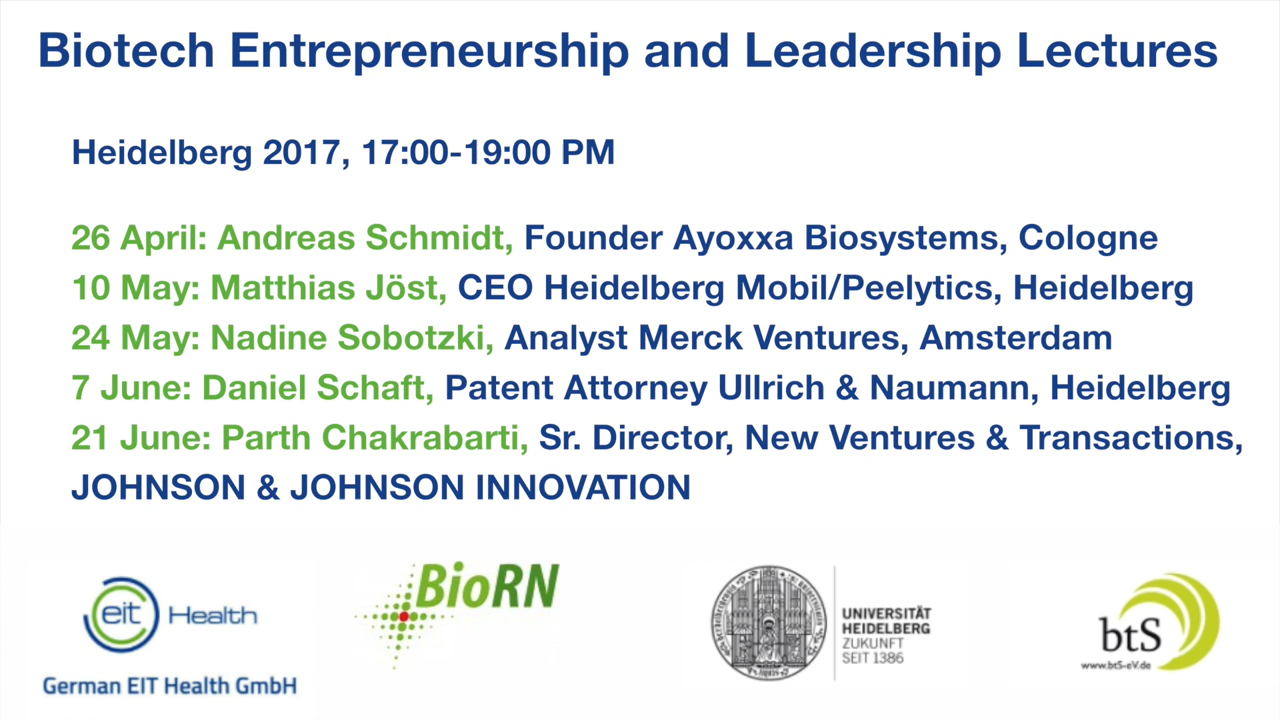 Biotech Entrepreneurship and Leadership Lectures
Heidelberg 2017, 17:00-19:00 PM
26 April: Andreas Schmidt, Founder Ayoxxa Biosystems, Cologne
10 May: Matthias Jöst, CEO Heidelberg Mobil/Peelytics, Heidelberg
24 May: Nadine Sobotzki, Analyst Merck Ventures, Amsterdam
7 June: Daniel Schaft, Patent Attorney Ullrich & Naumann, Heidelberg
21 June: Parth Chakrabarti, Sr. Director, New Ventures & Transactions,
JOHNSON & JOHNSON INNOVATION
eit Health
German EIT Health GmbH
BioRN
UNIVERSITÄT
HEIDELBERG
ZUKUNFT
SEIT 1386
btS
www.btS-eV.de